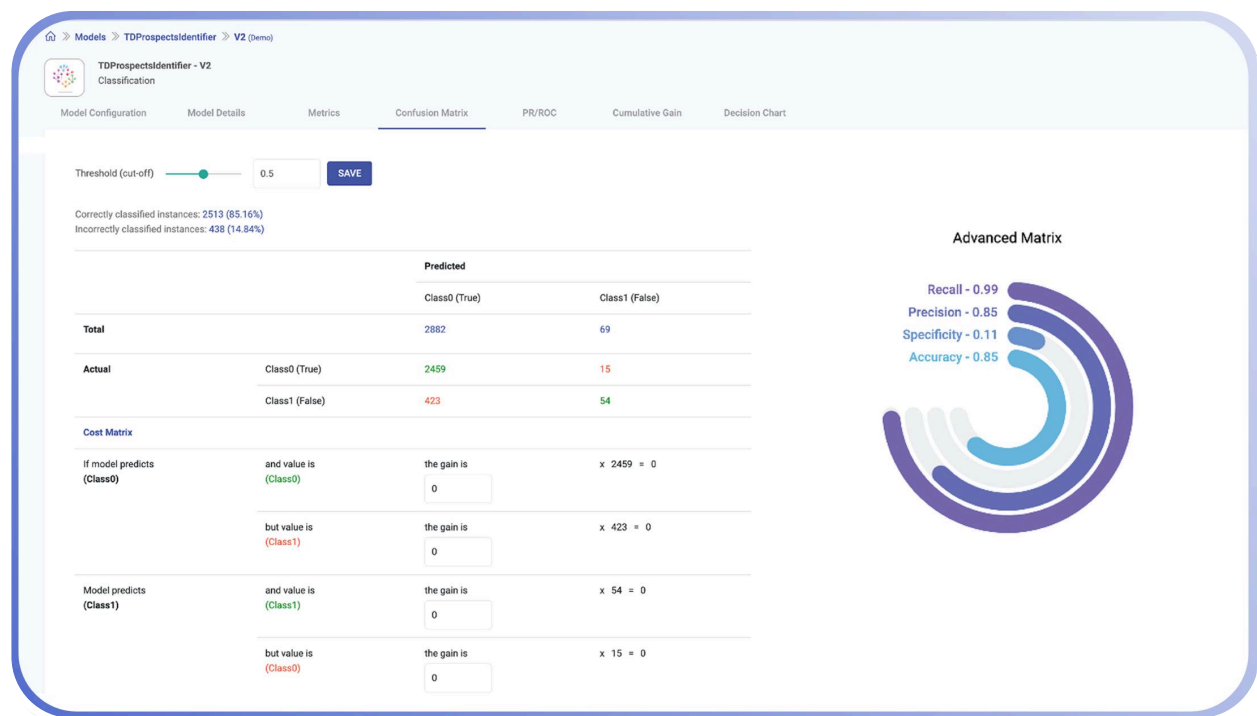 Models TDProspectsIdentifier V2 (Demo)
TDProspectsIdentifier - V2
Classification
Model Configuration Model Details Metrics Confusion Matrix PR/ROC Cumulative Gain Decision Chart
Threshold (cut-off) 0.5 SAVE
Correctly classified instances: 2513 (85.16%)
Incorrectly classified instances: 438 (14.84%)
Predicted
Class0 (True) Class1 (False)
Total 2882 69
Actual Class0 (True) 2459 15
Class1 (False) 423 54
Cost Matrix
If model predicts and value is the gain is x 2459 = 0
(Class0) (Class0) 0
but value is the gain is x 423 = 0
(Class1) 0
Model predicts and value is the gain is x 54 = 0
(Class1) (Class1) 0
but value is the gain is x 15 = 0
(Class0) 0
Advanced Matrix
Recall - 0.99
Precision - 0.85
Specificity - 0.11
Accuracy - 0.85